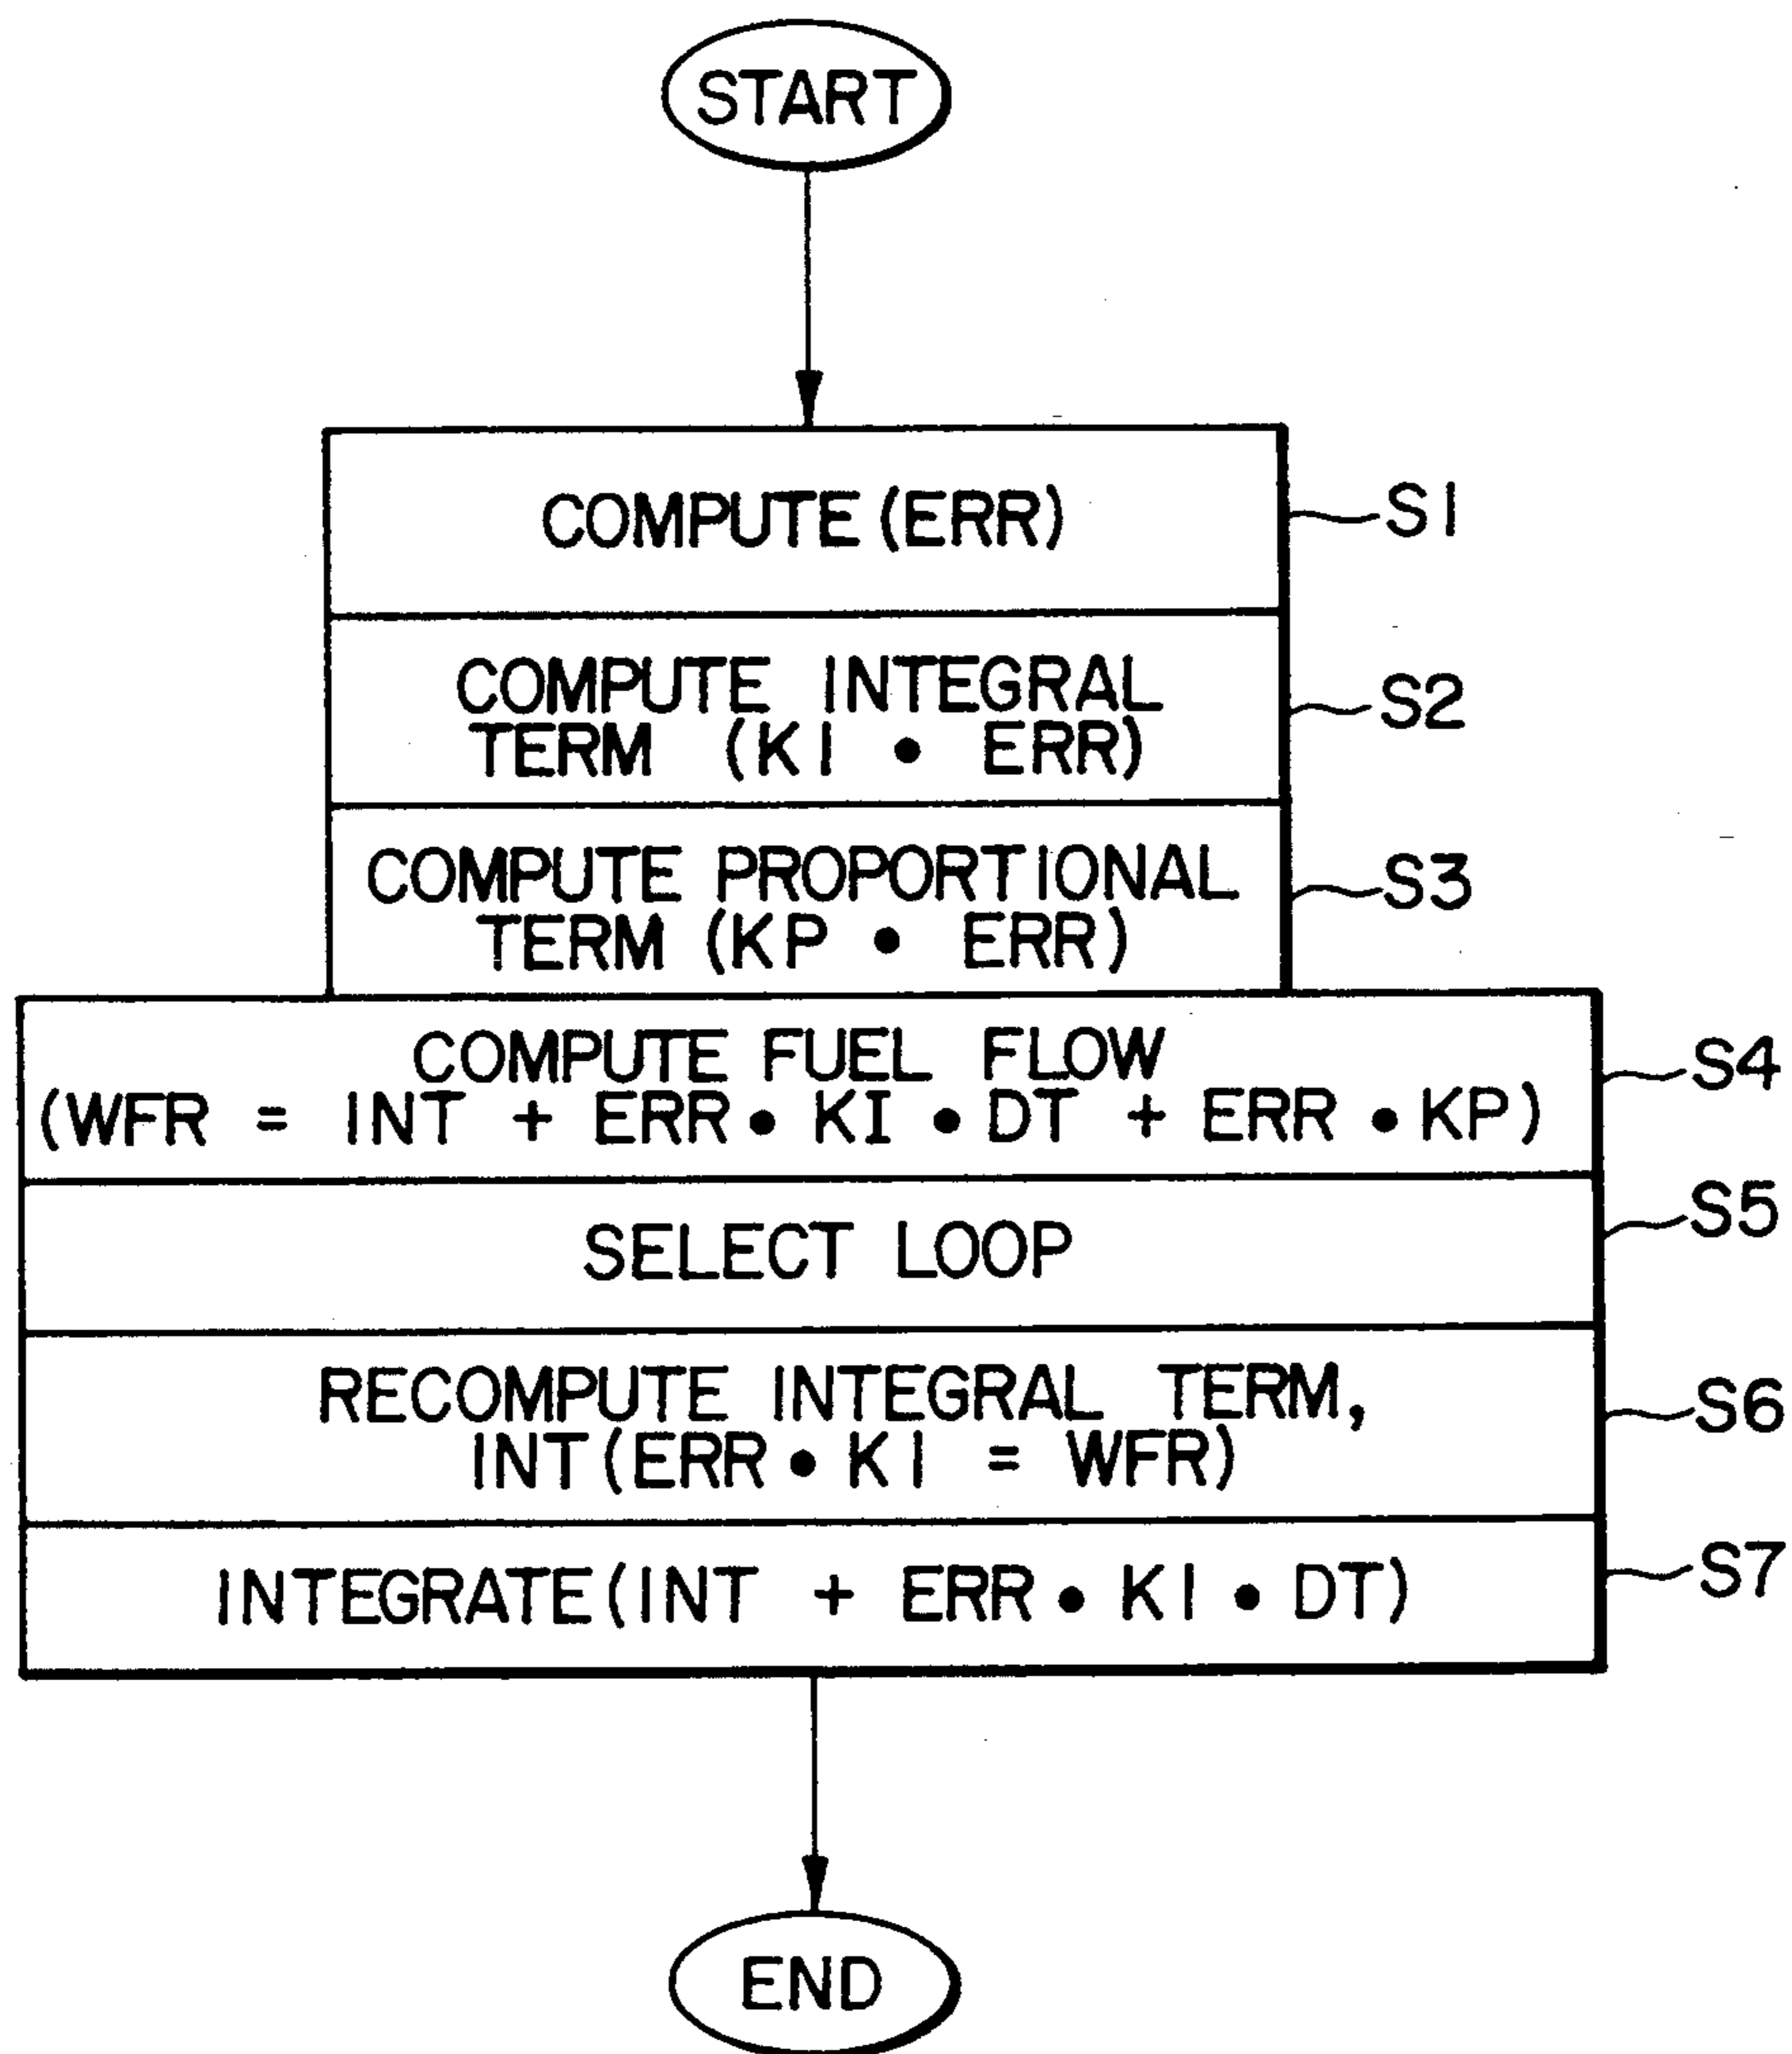 START
COMPUTE (ERR)
S1
COMPUTE INTEGRAL
TERM (KI • ERR)
S2
COMPUTE PROPORTIONAL
TERM (KP • ERR)
S3
COMPUTE FUEL FLOW
(WFR = INT + ERR • KI • DT + ERR • KP)
S4
SELECT LOOP
S5
RECOMPUTE INTEGRAL TERM,
INT(ERR • KI = WFR)
S6
INTEGRATE(INT + ERR • KI • DT)
S7
END